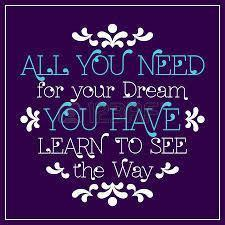 ALL YOU NEED
for your Dream
YOU HAVE
LEARN TO SEE
the Way